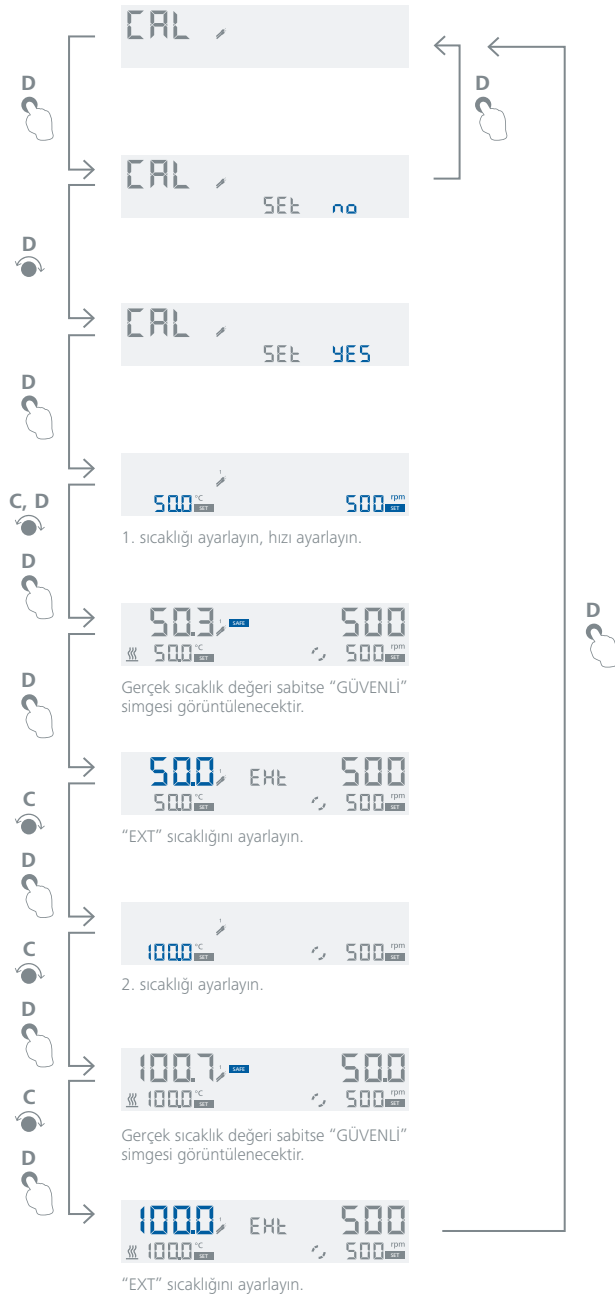 CAL
D
D
CAL
SEt no
D
CAL
SEt YES
D
50.0 °C SET 500 rpm SET
C, D
1. sıcaklığı ayarlayın, hızı ayarlayın.
D
50.3 SAFE 500
50.0 °C SET 500 rpm SET
D
Gerçek sıcaklık değeri sabitse “GÜVENLİ”
simgesi görüntülenecektir.
D
50.0 EHt 500
50.0 °C SET 500 rpm SET
C
“EXT” sıcaklığını ayarlayın.
D
100.0 °C SET 500 rpm SET
C
2. sıcaklığı ayarlayın.
D
100.7 SAFE 50.0
100.0 °C SET 500 rpm SET
C
Gerçek sıcaklık değeri sabitse “GÜVENLİ”
simgesi görüntülenecektir.
D
100.0 EHt 500
100.0 °C SET 500 rpm SET
“EXT” sıcaklığını ayarlayın.